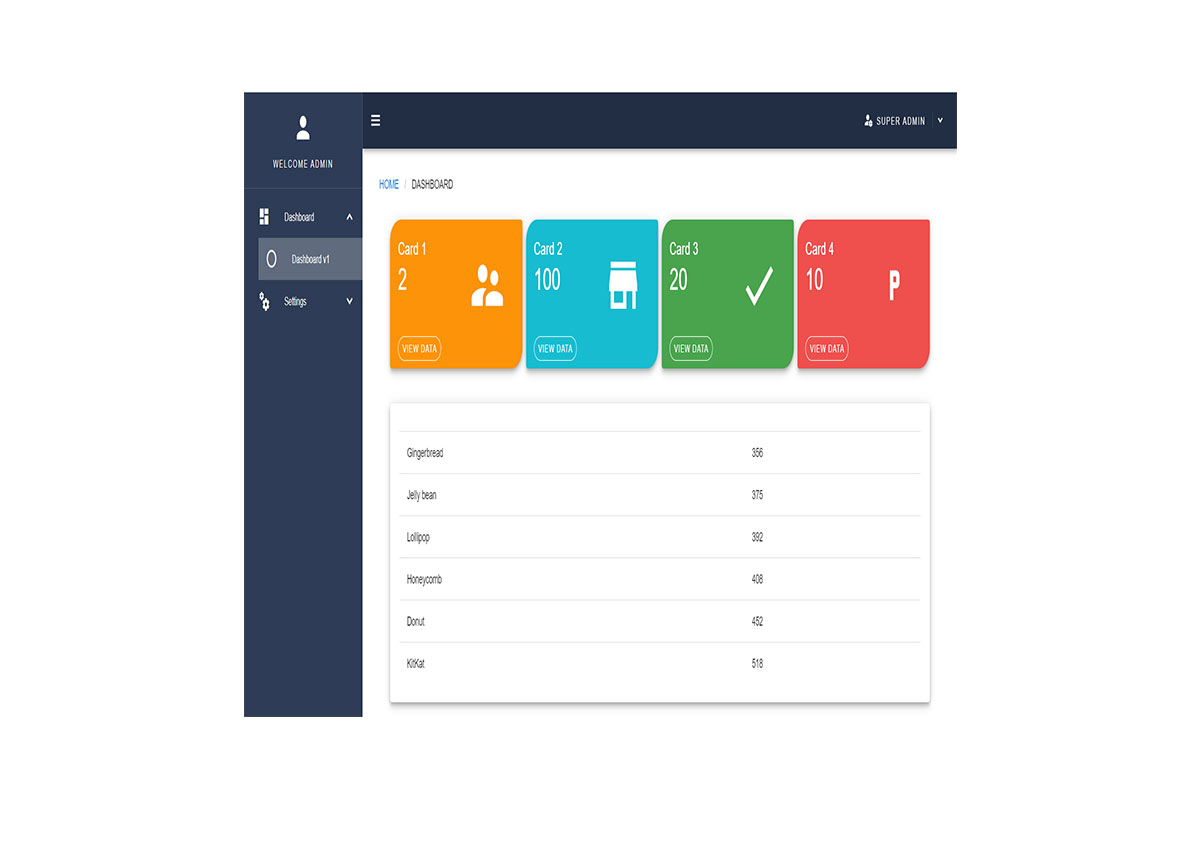 WELCOME ADMIN
Dashboard
Dashboard v1
Settings
SUPER ADMIN
HOME / DASHBOARD
Card 1
2
VIEW DATA
Card 2
100
VIEW DATA
Card 3
20
VIEW DATA
Card 4
10
P
VIEW DATA
Gingerbread 356
Jelly bean 375
Lollipop 392
Honeycomb 408
Donut 452
KitKat 518